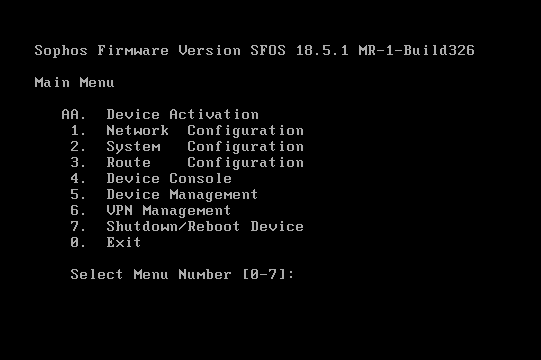 Sophos Firmware Version SFOS 18.5.1 MR-1-Build326
Main Menu
AA. Device Activation
1. Network Configuration
2. System Configuration
3. Route Configuration
4. Device Console
5. Device Management
6. VPN Management
7. Shutdown/Reboot Device
0. Exit
Select Menu Number [0-7]: